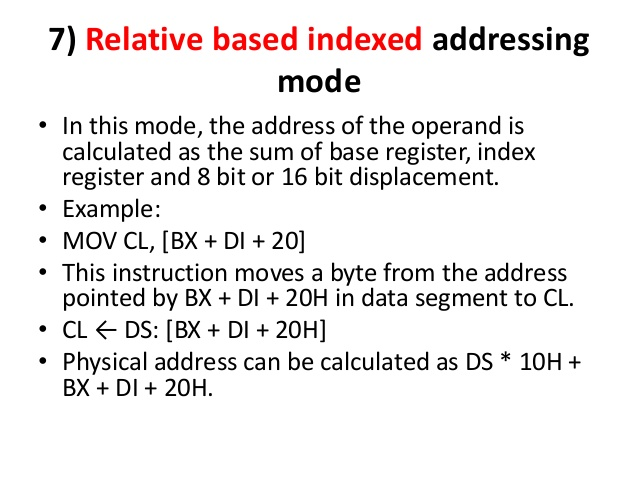 7) Relative based indexed addressing
mode
• In this mode, the address of the operand is
calculated as the sum of base register, index
register and 8 bit or 16 bit displacement.
• Example:
• MOV CL, [BX + DI + 20]
• This instruction moves a byte from the address
pointed by BX + DI + 20H in data segment to CL.
• CL ← DS: [BX + DI + 20H]
• Physical address can be calculated as DS * 10H +
BX + DI + 20H.